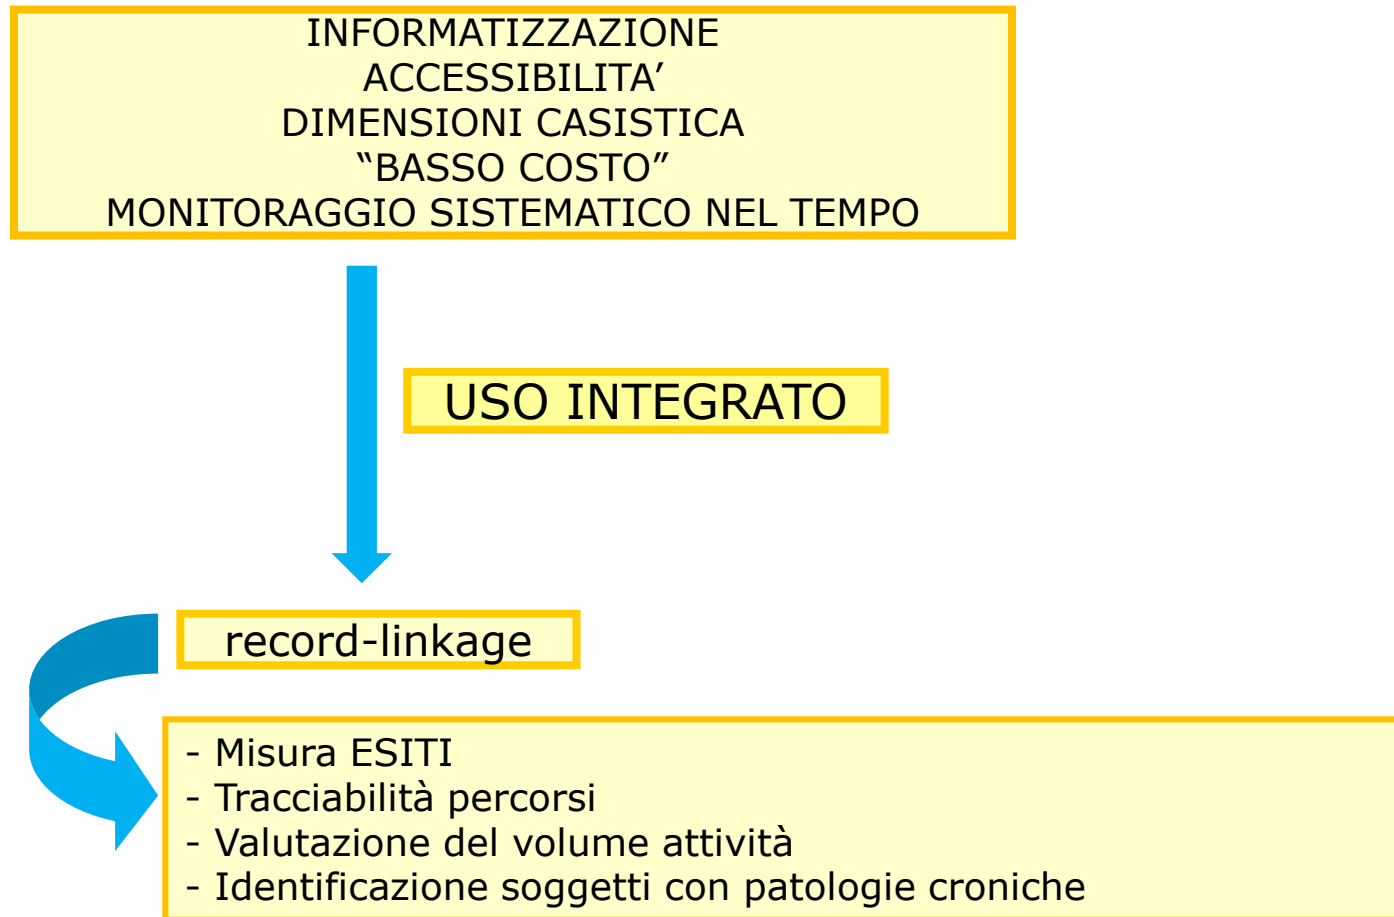 INFORMATIZZAZIONE
ACCESSIBILITA’
DIMENSIONI CASISTICA
“BASSO COSTO”
MONITORAGGIO SISTEMATICO NEL TEMPO
USO INTEGRATO
record-linkage
- Misura ESITI
- Tracciabilità percorsi
- Valutazione del volume attività
- Identificazione soggetti con patologie croniche